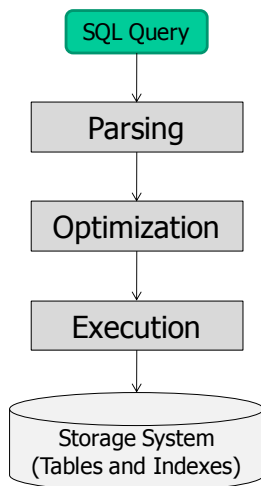 SQL Query
Parsing
Optimization
Execution
Storage System
(Tables and Indexes)